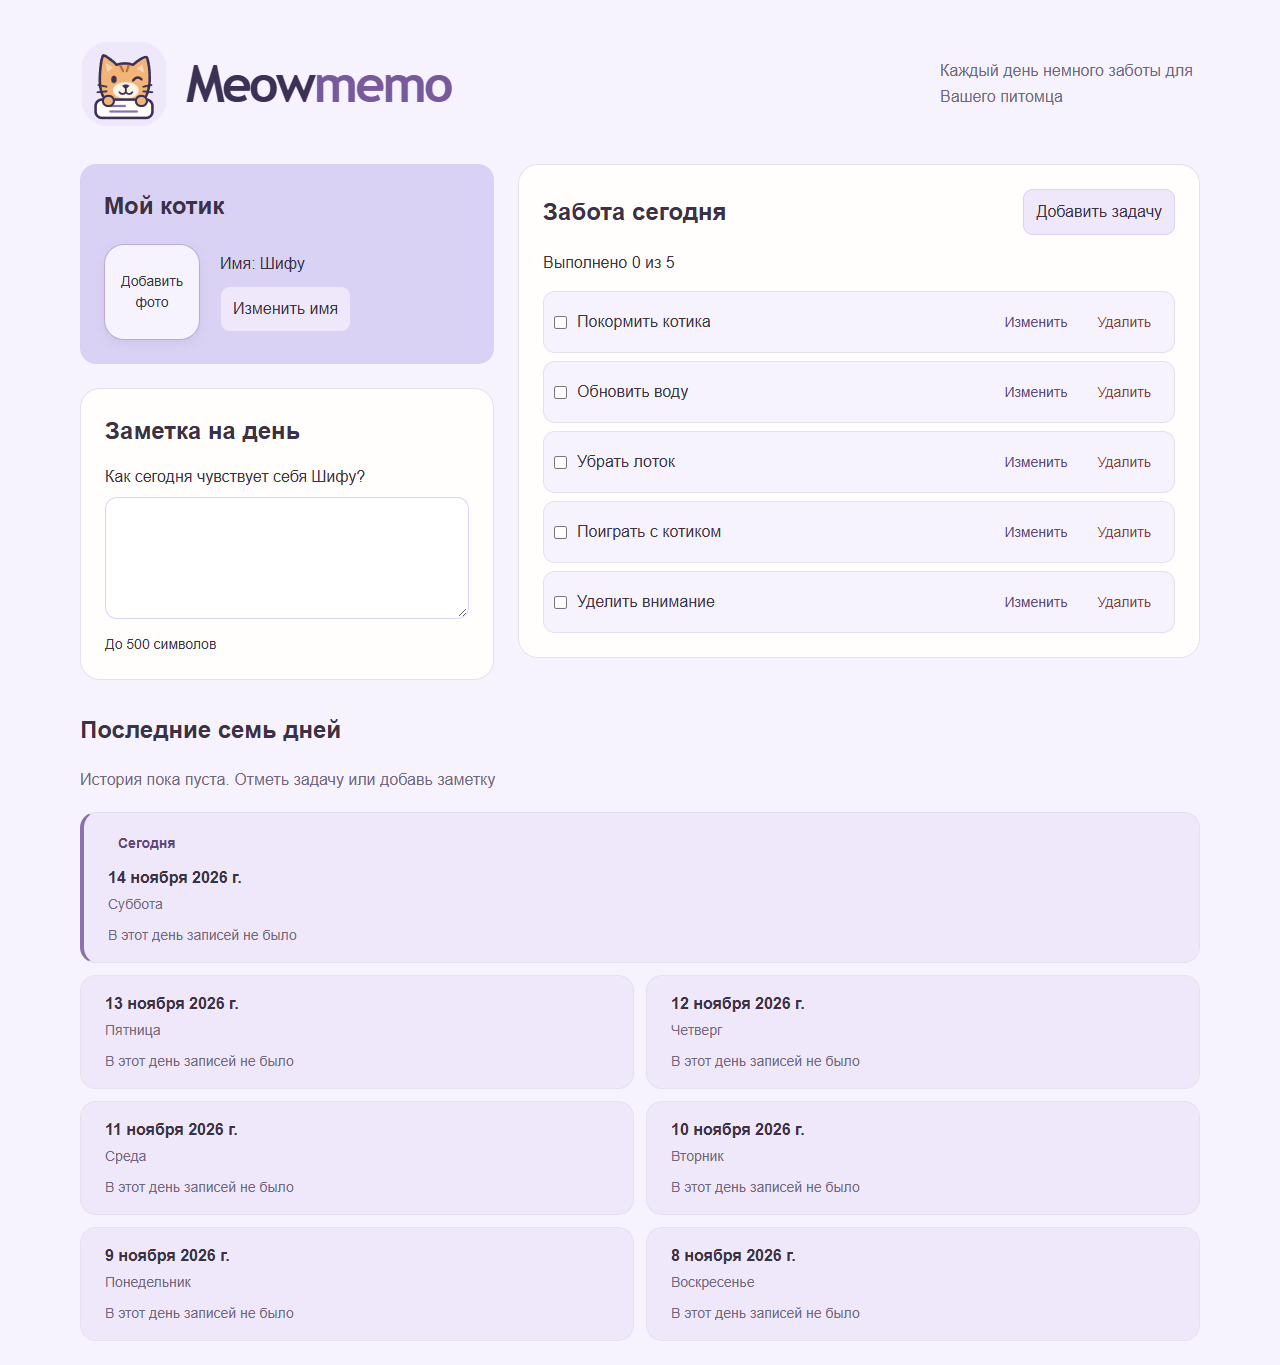 Meowmemo
Каждый день немного заботы для
Вашего питомца
Мой котик
Добавить
фото
Имя: Шифу
Изменить имя
Заметка на день
Как сегодня чувствует себя Шифу?
До 500 символов
Забота сегодня
Добавить задачу
Выполнено 0 из 5
Покормить котика Изменить Удалить
Обновить воду Изменить Удалить
Убрать лоток Изменить Удалить
Поиграть с котиком Изменить Удалить
Уделить внимание Изменить Удалить
Последние семь дней
История пока пуста. Отметь задачу или добавь заметку
Сегодня
14 ноября 2026 г.
Суббота
В этот день записей не было
13 ноября 2026 г.
Пятница
В этот день записей не было
12 ноября 2026 г.
Четверг
В этот день записей не было
11 ноября 2026 г.
Среда
В этот день записей не было
10 ноября 2026 г.
Вторник
В этот день записей не было
9 ноября 2026 г.
Понедельник
В этот день записей не было
8 ноября 2026 г.
Воскресенье
В этот день записей не было